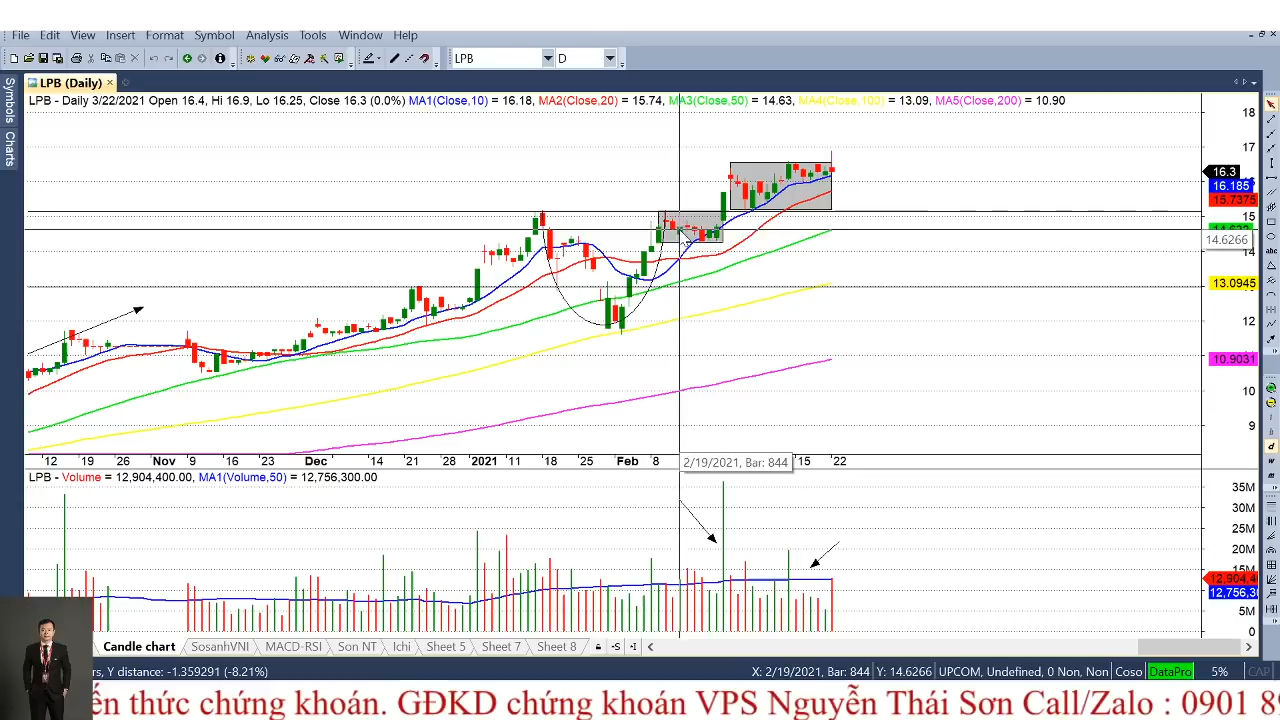 File Edit View Insert Format Symbol Analysis Tools Window Help
LPB D
LPB (Daily)
Symbols
Charts
LPB - Daily 3/22/2021 Open 16.4, Hi 16.9, Lo 16.25, Close 16.3 (0.0%) MA1(Close,10) = 16.18, MA2(Close,20) = 15.74, MA3(Close,50) = 14.63, MA4(Close,100) = 13.09, MA5(Close,200) = 10.90
18
17
16.3
16.185
15.7375
15
14.6266
14
13.0945
12
10.9031
10
9
12 19 26 Nov 9 16 23 Dec 14 21 28 2021 11 18 25 Feb 8 2/19/2021, Bar: 844 15 22
LPB - Volume = 12,904,400.00, MA1(Volume,50) = 12,756,300.00
35M
30M
25M
20M
15M
12,904,4
12,756,3
5M
0
Candle chart SosanhVNI MACD-RSI Son NT Ichi Sheet 5 Sheet 7 Sheet 8
rs, Y distance: -1.359291 (-8.21%) X: 2/19/2021, Bar: 844 Y: 14.6266 UPCOM, Undefined, 0 Non, Non Coso DataPro 5% CAP
ến thức chứng khoán. GĐKD chứng khoán VPS Nguyễn Thái Sơn Call/Zalo : 0901 8